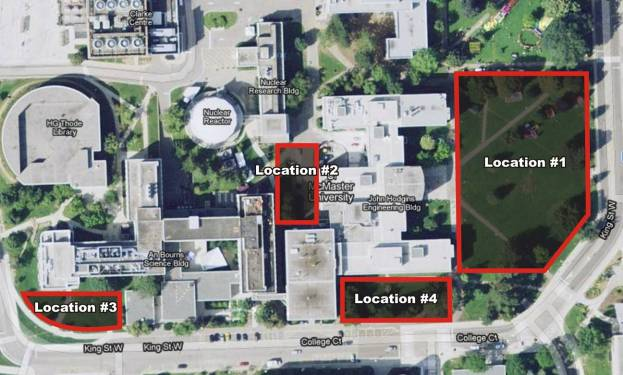 Clarke
Centre
Nuclear
Research Bldg
HG Thode
Library
Nuclear
Reactor
Location #1
Location #2
McMaster
University
John Hodgins
Engineering Bldg
King St W
An Bourns
Science Bldg
Location #3
Location #4
King St W
King St W
College Ct
College Ct